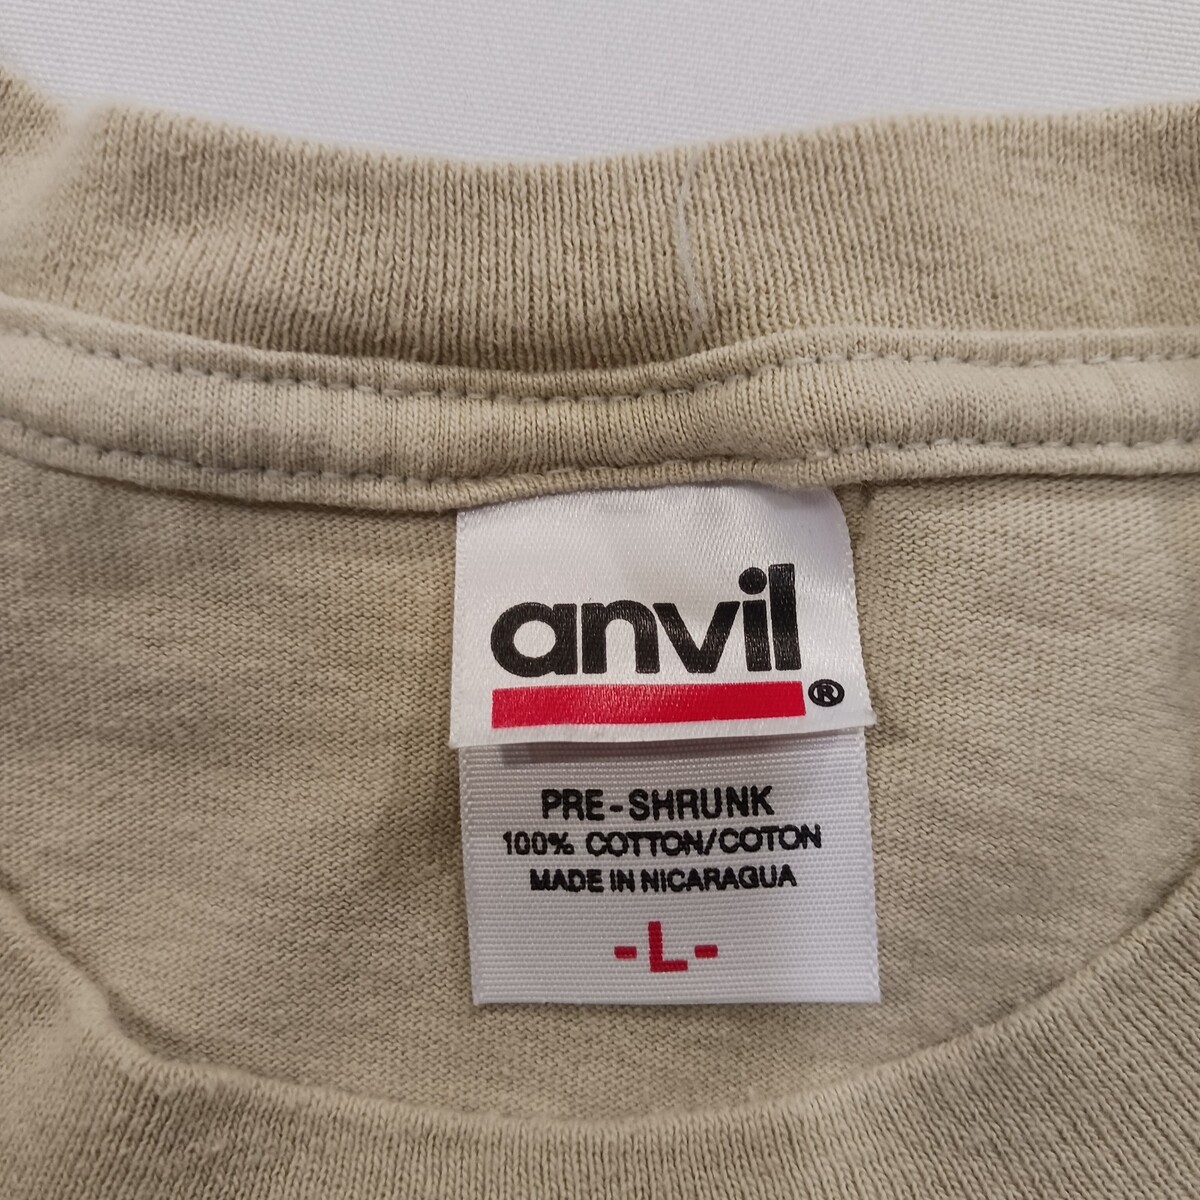 anvil®
PRE-SHRUNK
100% COTTON/COTON
MADE IN NICARAGUA
-L-